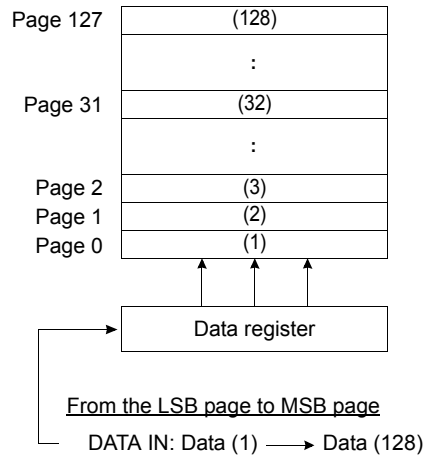 Page 127 (128)
:
Page 31 (32)
:
Page 2 (3)
Page 1 (2)
Page 0 (1)
Data register
From the LSB page to MSB page
DATA IN: Data (1) → Data (128)